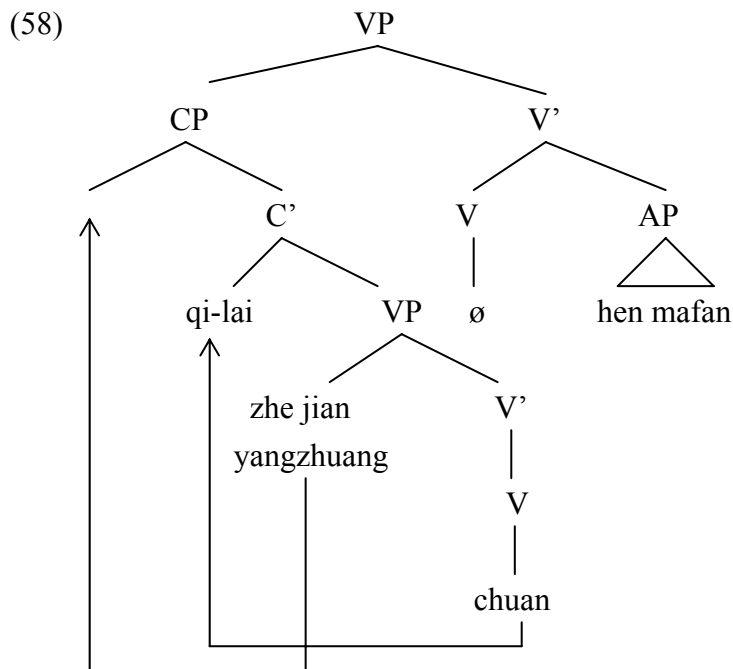 (58) VP
CP V’
C’ V AP
qi-lai VP ø hen mafan
zhe jian V’
yangzhuang
V
chuan